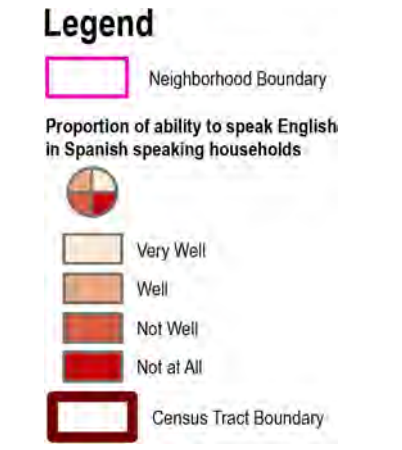 Legend
Neighborhood Boundary
Proportion of ability to speak English
in Spanish speaking households
Very Well
Well
Not Well
Not at All
Census Tract Boundary